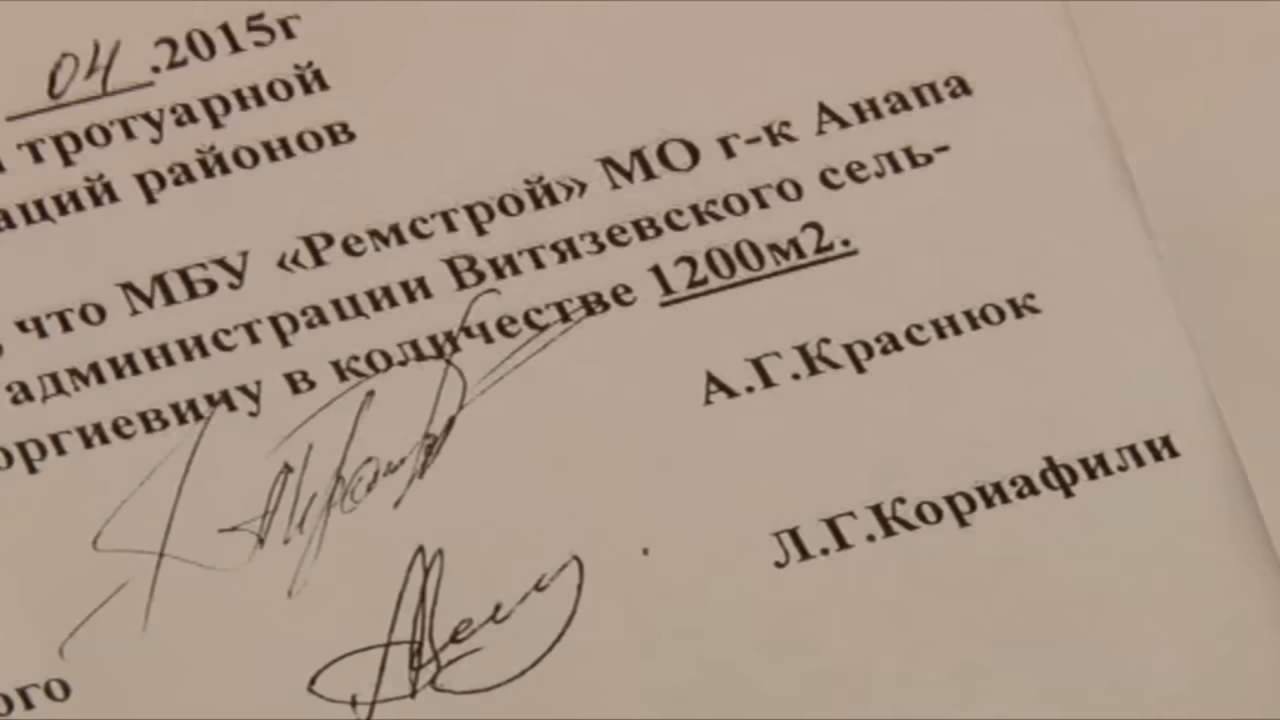 04.2015г
тротуарной
аций районов
что МБУ «Ремстрой» МО г-к Анапа
администрации Витязевского сель-
оргиевичу в количестве 1200м2.
А.Г.Краснюк
Л.Г.Кориафили
ого